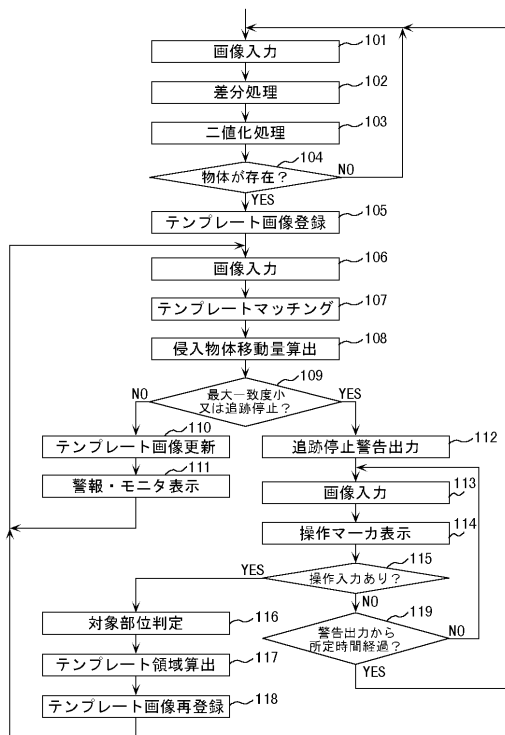 画像入力 101
差分処理 102
二値化処理 103
物体が存在? 104
NO
YES
テンプレート画像登録 105
画像入力 106
テンプレートマッチング 107
侵入物体移動量算出 108
109
最大一致度小
又は追跡停止?
NO
YES
110
テンプレート画像更新
111
警報・モニタ表示
追跡停止警告出力 112
画像入力 113
操作マーカ表示 114
115
操作入力あり?
YES
NO
対象部位判定 116
テンプレート領域算出 117
テンプレート画像再登録 118
119
警告出力から
所定時間経過?
NO
YES